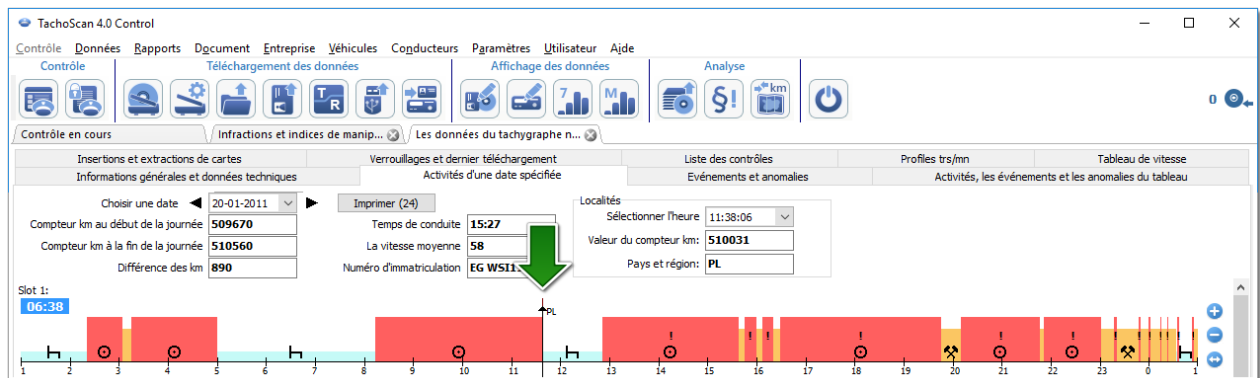 TachoScan 4.0 Control
Contrôle Données Rapports Document Entreprise Véhicules Conducteurs Paramètres Utilisateur Ajde
Contrôle Téléchargement des données Affichage des données Analyse
T R 7 M §! km
0
Contrôle en cours Infractions et indices de manip... Les données du tachygraphe n...
Insertions et extractions de cartes Verrouillages et dernier téléchargement Liste des contrôles Profiles trs/mn Tableau de vitesse
Informations générales et données techniques Activités d'une date spécifiée Evénements et anomalies Activités, les événements et les anomalies du tableau
Choisir une date 20-01-2011 Imprimer (24) Localités
Sélectionner l'heure 11:38:06
Compteur km au début de la journée 509670 Temps de conduite 15:27
Valeur du compteur km: 510031
Compteur km à la fin de la journée 510560 La vitesse moyenne 58
Pays et région: PL
Différence des km 890 Numéro d'immatriculation EG WSI1
Slot 1:
06:38
PL
! ! ! ! ! ! ! ! ! ! ! !
1 2 3 4 5 6 7 8 9 10 11 12 13 14 15 16 17 18 19 20 21 22 23 0 1